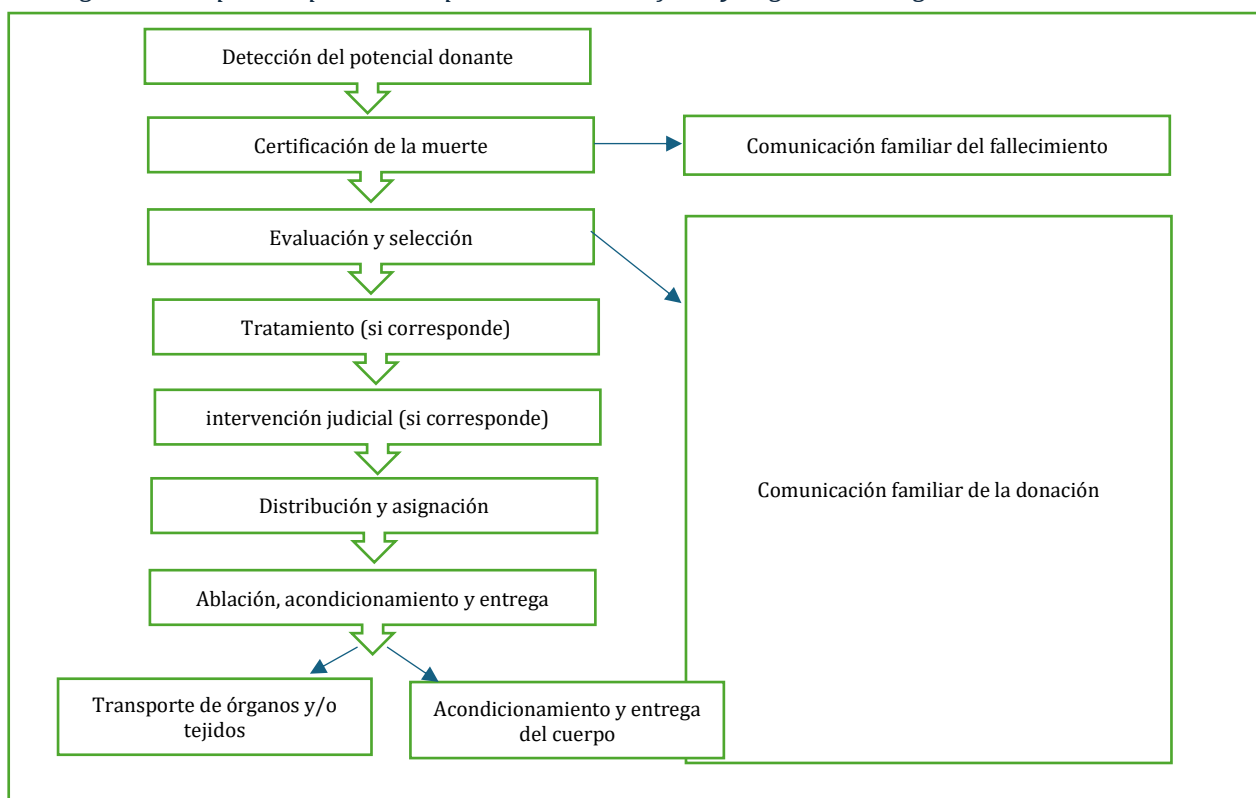 Detección del potencial donante
Certificación de la muerte
Comunicación familiar del fallecimiento
Evaluación y selección
Tratamiento (si corresponde)
intervención judicial (si corresponde)
Distribución y asignación
Comunicación familiar de la donación
Ablación, acondicionamiento y entrega
Transporte de órganos y/o
tejidos
Acondicionamiento y entrega
del cuerpo